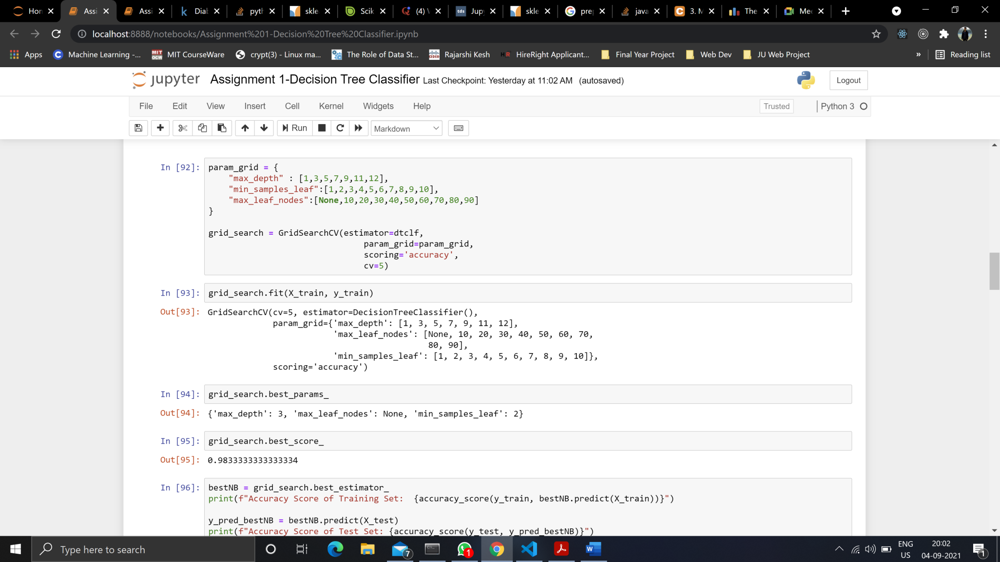 Hon
Assi
Assi
Dial
pyth
skle
Scik
(4) V
Jupy
skle
prep
java
3. M
The
Mee
localhost:8888/notebooks/Assignment%201-Decision%20Tree%20Classifier.ipynb
Apps
Machine Learning -...
MIT CourseWare
crypt(3) - Linux ma...
The Role of Data St...
Rajarshi Kesh
HireRight Applicant...
Final Year Project
Web Dev
JU Web Project
»
Reading list
jupyter Assignment 1-Decision Tree Classifier Last Checkpoint: Yesterday at 11:02 AM (autosaved)
Logout
File Edit View Insert Cell Kernel Widgets Help
Trusted
Python 3
Run
Markdown
In [92]: param_grid = {
"max_depth" : [1,3,5,7,9,11,12],
"min_samples_leaf":[1,2,3,4,5,6,7,8,9,10],
"max_leaf_nodes":[None,10,20,30,40,50,60,70,80,90]
}
grid_search = GridSearchCV(estimator=dtclf,
param_grid=param_grid,
scoring='accuracy',
cv=5)
In [93]: grid_search.fit(X_train, y_train)
Out[93]: GridSearchCV(cv=5, estimator=DecisionTreeClassifier(),
param_grid={'max_depth': [1, 3, 5, 7, 9, 11, 12],
'max_leaf_nodes': [None, 10, 20, 30, 40, 50, 60, 70,
80, 90],
'min_samples_leaf': [1, 2, 3, 4, 5, 6, 7, 8, 9, 10]},
scoring='accuracy')
In [94]: grid_search.best_params_
Out[94]: {'max_depth': 3, 'max_leaf_nodes': None, 'min_samples_leaf': 2}
In [95]: grid_search.best_score_
Out[95]: 0.9833333333333334
In [96]: bestNB = grid_search.best_estimator_
print(f"Accuracy Score of Training Set:  {accuracy_score(y_train, bestNB.predict(X_train))}")
y_pred_bestNB = bestNB.predict(X_test)
print(f"Accuracy Score of Test Set: {accuracy_score(y_test, y_pred_bestNB)}")
Type here to search
7
1
ENG
US
20:02
04-09-2021
1